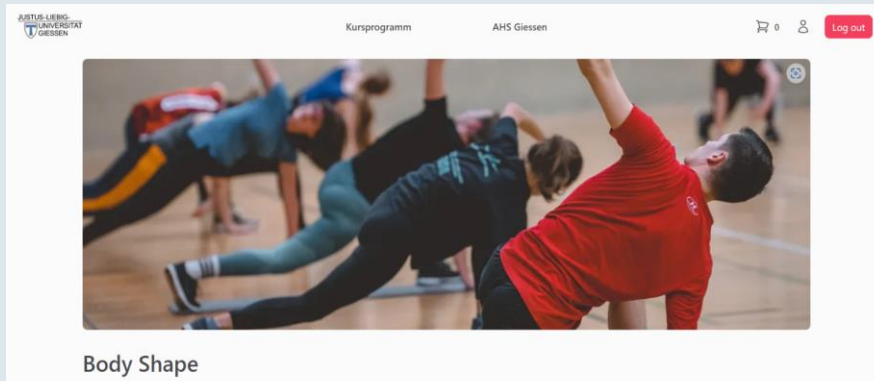 JUSTUS-LIEBIG-
UNIVERSITÄT
GIESSEN
Kursprogramm
AHS Giessen
0
Log out
Body Shape